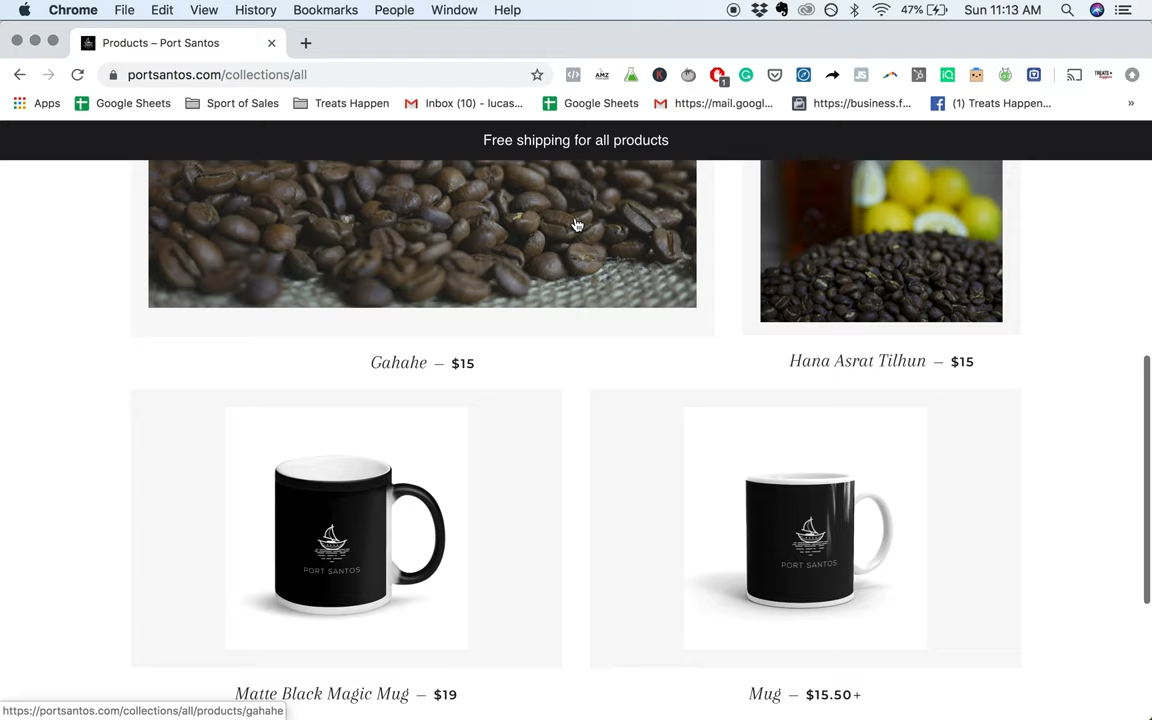 Chrome File Edit View History Bookmarks People Window Help 47% Sun 11:13 AM
Products – Port Santos
portsantos.com/collections/all
Apps Google Sheets Sport of Sales Treats Happen Inbox (10) - lucas... Google Sheets https://mail.googl... https://business.f... (1) Treats Happen... »
Free shipping for all products
Gahahe — $15
Hana Asrat Tilhun — $15
PORT SANTOS
PORT SANTOS
Matte Black Magic Mug — $19
Mug — $15.50+
https://portsantos.com/collections/all/products/gahahe